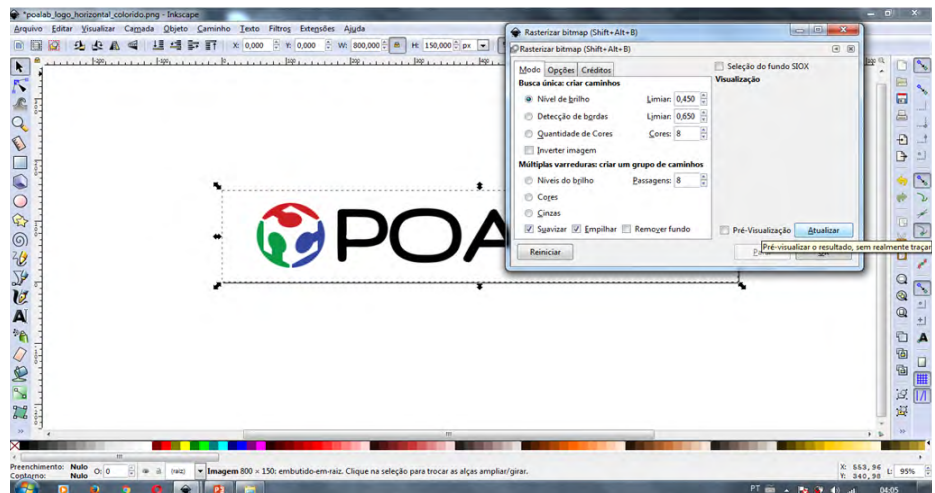 *poalab_logo_horizontal_colorido.png - Inkscape
Arquivo Editar Visualizar Camada Objeto Caminho Texto Filtros Extensões Ajuda
X: 0,000 Y: 0,000 W: 800,000 H: 150,000 px
Rasterizar bitmap (Shift+Alt+B)
Rasterizar bitmap (Shift+Alt+B)
Modo Opções Créditos
Seleção do fundo SIOX
Busca única: criar caminhos
Visualização
Nível de brilho Limiar: 0,450
Detecção de bordas Limiar: 0,650
Quantidade de Cores Cores: 8
Inverter imagem
Múltiplas varreduras: criar um grupo de caminhos
Níveis do brilho Passagens: 8
Cores
Cinzas
Suavizar Empilhar Remover fundo
Pré-Visualização Atualizar
Reiniciar
Pré-visualizar o resultado, sem realmente traçar
POA
Preenchimento: Nulo
Contorno: Nulo
O: 0
(raiz)
Imagem 800 × 150: embutido-em-raiz. Clique na seleção para trocar as alças ampliar/girar.
X: 553,96
Y: 340,98
L: 95%
PT
04:05